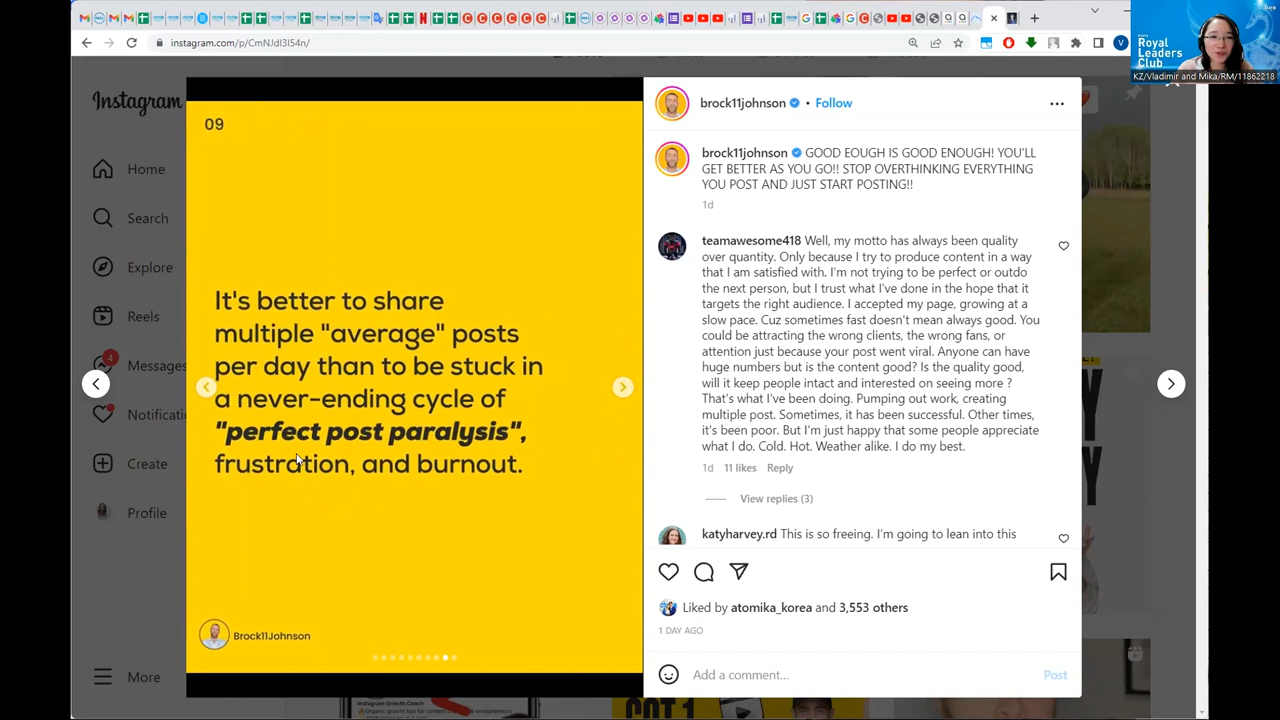 instagram.com/p/CmNJdI3l54n/
V
Royal
Leaders
Club
KZ/Vladimir and Mika/RM/11862218
Instagram
Home
Search
Explore
Reels
4
Messages
Notificatio
Create
Profile
More
09
It's better to share
multiple "average" posts
per day than to be stuck in
a never-ending cycle of
"perfect post paralysis",
frustration, and burnout.
Brock11Johnson
brock11johnson • Follow
brock11johnson GOOD EOUGH IS GOOD ENOUGH! YOU'LL
GET BETTER AS YOU GO!! STOP OVERTHINKING EVERYTHING
YOU POST AND JUST START POSTING!!
1d
teamawesome418 Well, my motto has always been quality
over quantity. Only because I try to produce content in a way
that I am satisfied with. I'm not trying to be perfect or outdo
the next person, but I trust what I've done in the hope that it
targets the right audience. I accepted my page, growing at a
slow pace. Cuz sometimes fast doesn't mean always good. You
could be attracting the wrong clients, the wrong fans, or
attention just because your post went viral. Anyone can have
huge numbers but is the content good? Is the quality good,
will it keep people intact and interested on seeing more ?
That's what I've been doing. Pumping out work, creating
multiple post. Sometimes, it has been successful. Other times,
it's been poor. But I'm just happy that some people appreciate
what I do. Cold. Hot. Weather alike. I do my best.
1d 11 likes Reply
View replies (3)
katyharvey.rd This is so freeing. I'm going to lean into this
Liked by atomika_korea and 3,553 others
1 DAY AGO
Add a comment...
Post